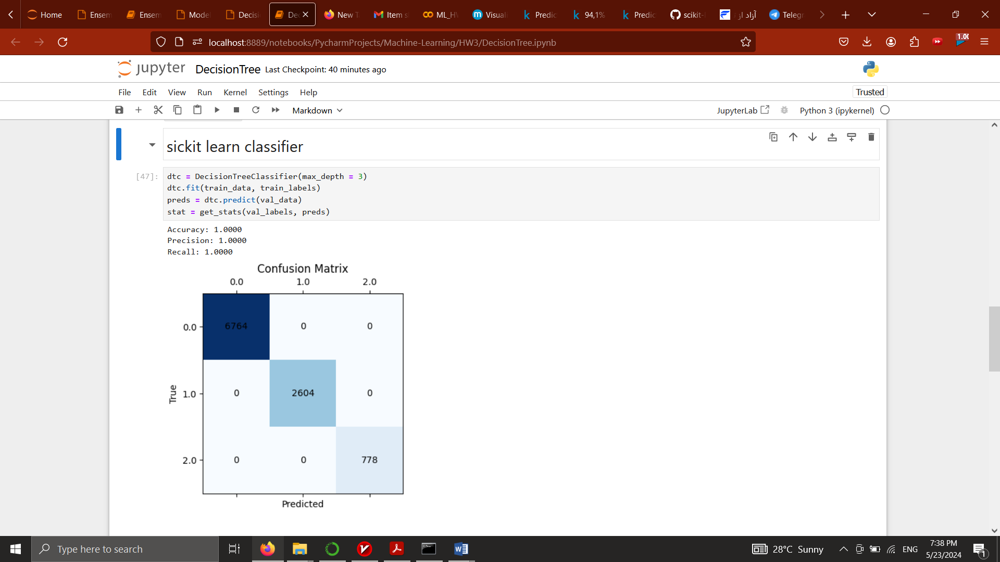 Home
Ensem
Ensem
Mode
Decisi
De
New T
Item s
ML_H
Visuali
Predic
94,1%
Predic
scikit-
آزاد از
Telegr
localhost:8889/notebooks/PycharmProjects/Machine-Learning/HW3/DecisionTree.ipynb
1.00
jupyter DecisionTree Last Checkpoint: 40 minutes ago
File Edit View Run Kernel Settings Help
Trusted
Markdown
JupyterLab
Python 3 (ipykernel)
sickit learn classifier
[47]:
dtc = DecisionTreeClassifier(max_depth = 3)
dtc.fit(train_data, train_labels)
preds = dtc.predict(val_data)
stat = get_stats(val_labels, preds)
Accuracy: 1.0000
Precision: 1.0000
Recall: 1.0000
Confusion Matrix
0.0 1.0 2.0
0.0 6764 0 0
True
1.0 0 2604 0
2.0 0 0 778
Predicted
Type here to search
28°C Sunny
ENG
7:38 PM
5/23/2024
1